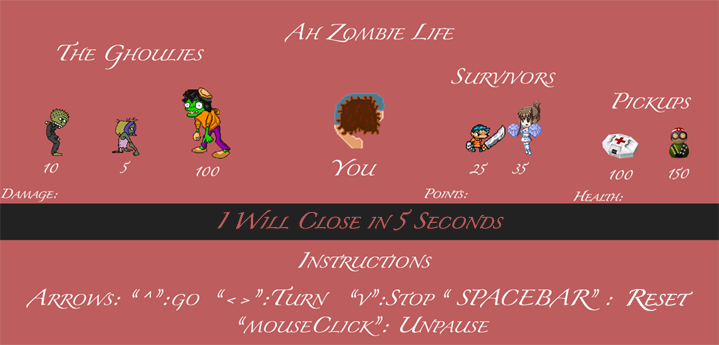 Ah Zombie Life
The Ghoulies
Survivors
Pickups
You
10 5 100 25 35 100 150
Damage: Points: Health:
I Will Close in 5 Seconds
Instructions
Arrows: “^”:go “<>”:Turn “v”:Stop “ SPACEBAR” : Reset
“mouseClick”: Unpause